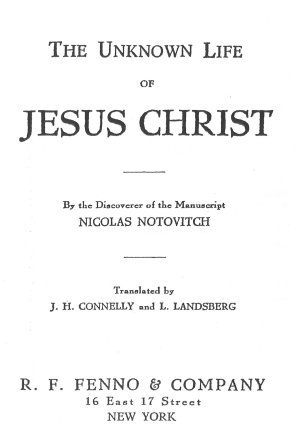 THE UNKNOWN LIFE
OF
JESUS CHRIST
By the Discoverer of the Manuscript
NICOLAS NOTOVITCH
Translated by
J. H. CONNELLY and L. LANDSBERG
R. F. FENNO & COMPANY
16 East 17 Street
NEW YORK